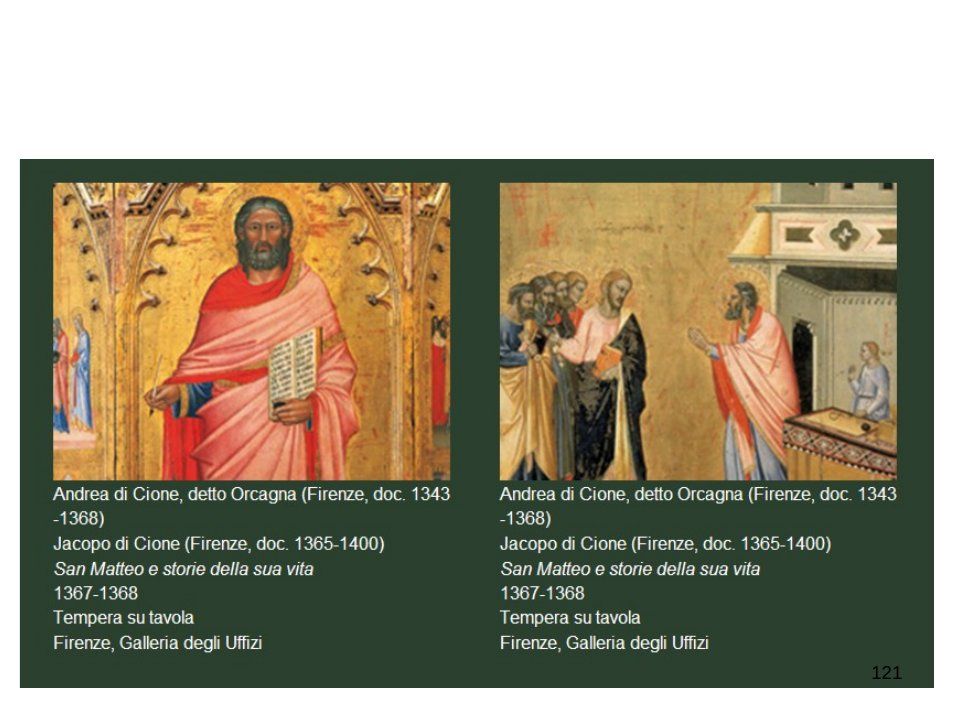 Andrea di Cione, detto Orcagna (Firenze, doc. 1343
-1368)
Jacopo di Cione (Firenze, doc. 1365-1400)
San Matteo e storie della sua vita
1367-1368
Tempera su tavola
Firenze, Galleria degli Uffizi
Andrea di Cione, detto Orcagna (Firenze, doc. 1343
-1368)
Jacopo di Cione (Firenze, doc. 1365-1400)
San Matteo e storie della sua vita
1367-1368
Tempera su tavola
Firenze, Galleria degli Uffizi
121